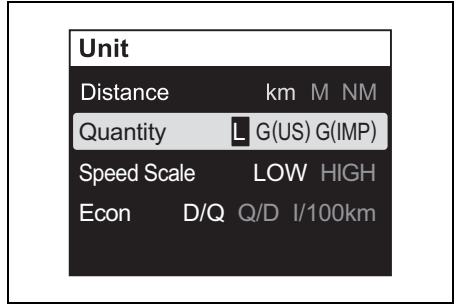 Unit
Distance km M NM
Quantity L G(US) G(IMP)
Speed Scale LOW HIGH
Econ D/Q Q/D l/100km